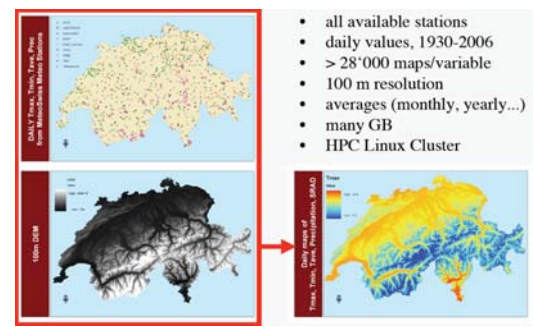 DAILY Tmax, Tmin, Tave, Prec
from MeteoSwiss Meteo Stations
• all available stations
• daily values, 1930-2006
• > 28‘000 maps/variable
• 100 m resolution
• averages (monthly, yearly...)
• many GB
• HPC Linux Cluster
100m DEM
Daily maps of
Tmax, Tmin, Tave, Precipitation, SRAD
Tmax